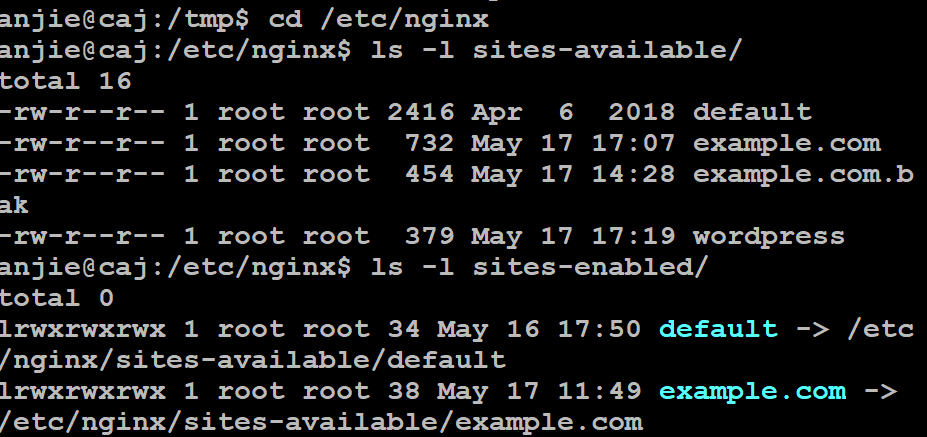 anjie@caj:/tmp$ cd /etc/nginx
anjie@caj:/etc/nginx$ ls -l sites-available/
total 16
-rw-r--r-- 1 root root 2416 Apr  6  2018 default
-rw-r--r-- 1 root root  732 May 17 17:07 example.com
-rw-r--r-- 1 root root  454 May 17 14:28 example.com.b
ak
-rw-r--r-- 1 root root  379 May 17 17:19 wordpress
anjie@caj:/etc/nginx$ ls -l sites-enabled/
total 0
lrwxrwxrwx 1 root root 34 May 16 17:50 default -> /etc
/nginx/sites-available/default
lrwxrwxrwx 1 root root 38 May 17 11:49 example.com ->
/etc/nginx/sites-available/example.com